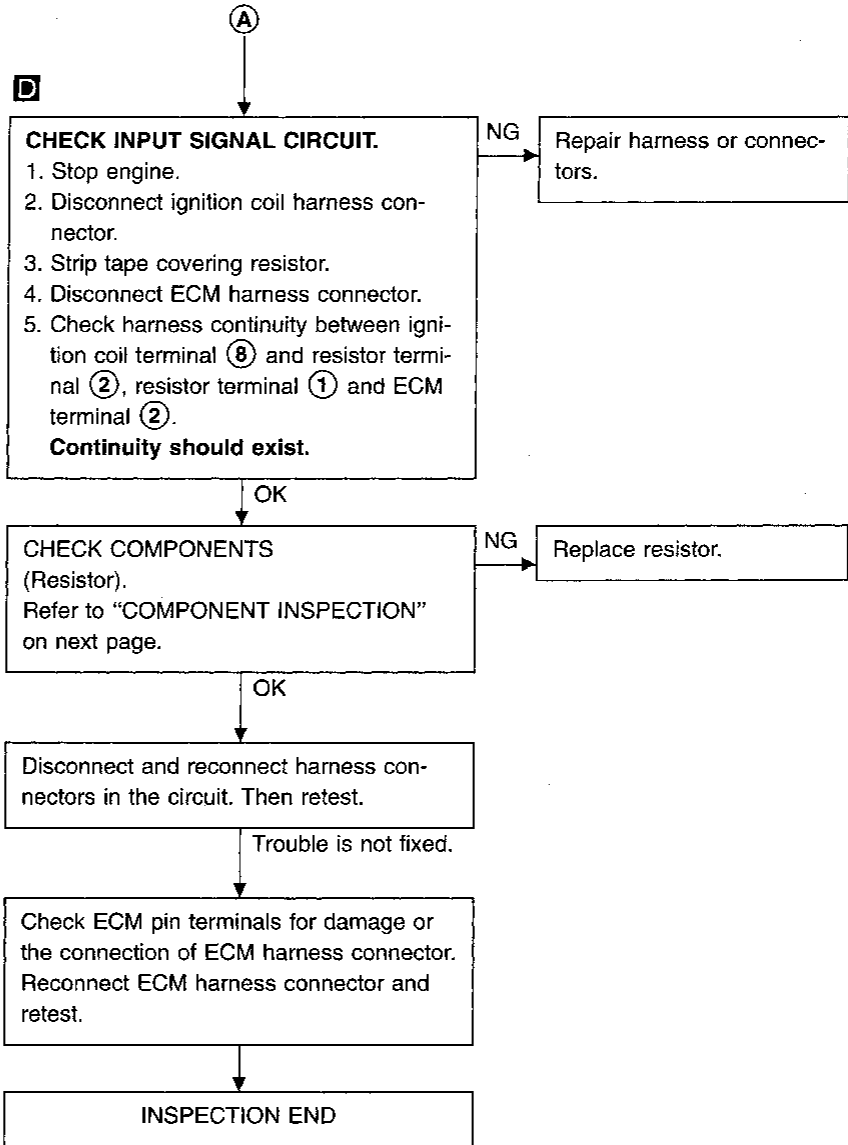 A
D
CHECK INPUT SIGNAL CIRCUIT.
1. Stop engine.
2. Disconnect ignition coil harness con-
nector.
3. Strip tape covering resistor.
4. Disconnect ECM harness connector.
5. Check harness continuity between igni-
tion coil terminal ⑧ and resistor termi-
nal ②, resistor terminal ① and ECM
terminal ②.
Continuity should exist.
NG
Repair harness or connec-
tors.
OK
CHECK COMPONENTS
(Resistor).
Refer to “COMPONENT INSPECTION”
on next page.
NG
Replace resistor.
OK
Disconnect and reconnect harness con-
nectors in the circuit. Then retest.
Trouble is not fixed.
Check ECM pin terminals for damage or
the connection of ECM harness connector.
Reconnect ECM harness connector and
retest.
INSPECTION END